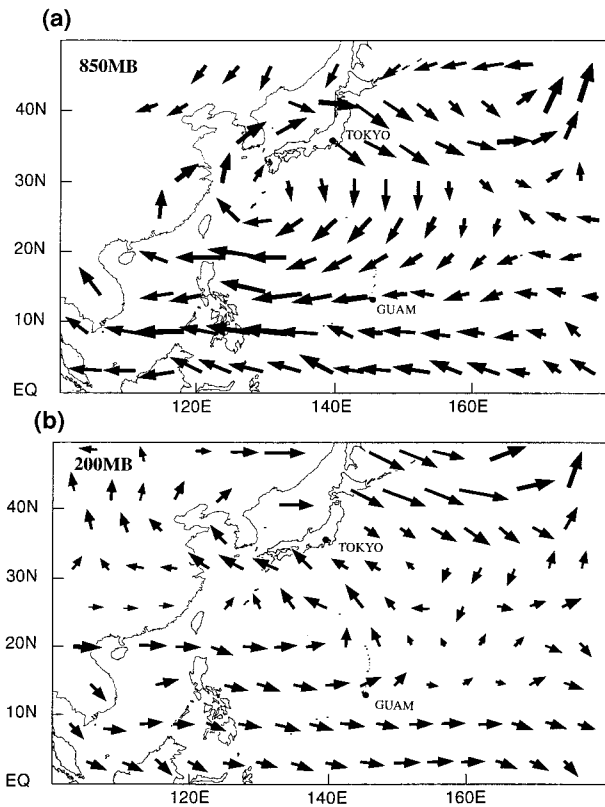 (a)
850MB
40N
TOKYO
30N
20N
GUAM
10N
EQ
120E 140E 160E
(b)
200MB
40N
TOKYO
30N
20N
GUAM
10N
EQ
120E 140E 160E